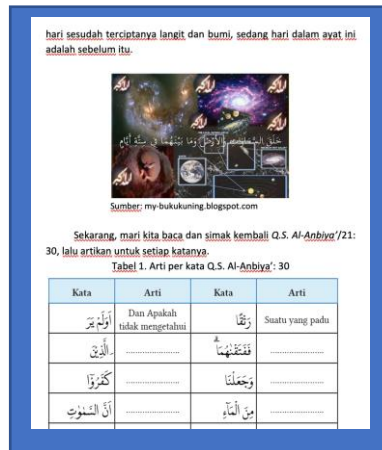 hari sesudah terciptanya langit dan bumi, sedang hari dalam ayat ini
adalah sebelum itu.
خَلَقَ السَّمٰوٰتِ وَالْاَرْضَ وَمَا بَيْنَهُمَا فِي سِتَّةِ اَيَّامٍ
Sumber: my-bukukuning.blogspot.com
Sekarang, mari kita baca dan simak kembali Q.S. Al-Anbiya'/21:
30, lalu artikan untuk setiap katanya.
Tabel 1. Arti per kata Q.S. Al-Anbiya': 30
Kata Arti Kata Arti
اَوَلَمْ يَرَ Dan Apakah tidak mengetahui رَتْقًا Suatu yang padu
الَّذِيْنَ ........................ فَفَتَقْنٰهُمَاۗ ........................
كَفَرُوْٓا ........................ وَجَعَلْنَا ........................
اَنَّ السَّمٰوٰتِ ........................ مِنَ الْمَاۤءِ ........................